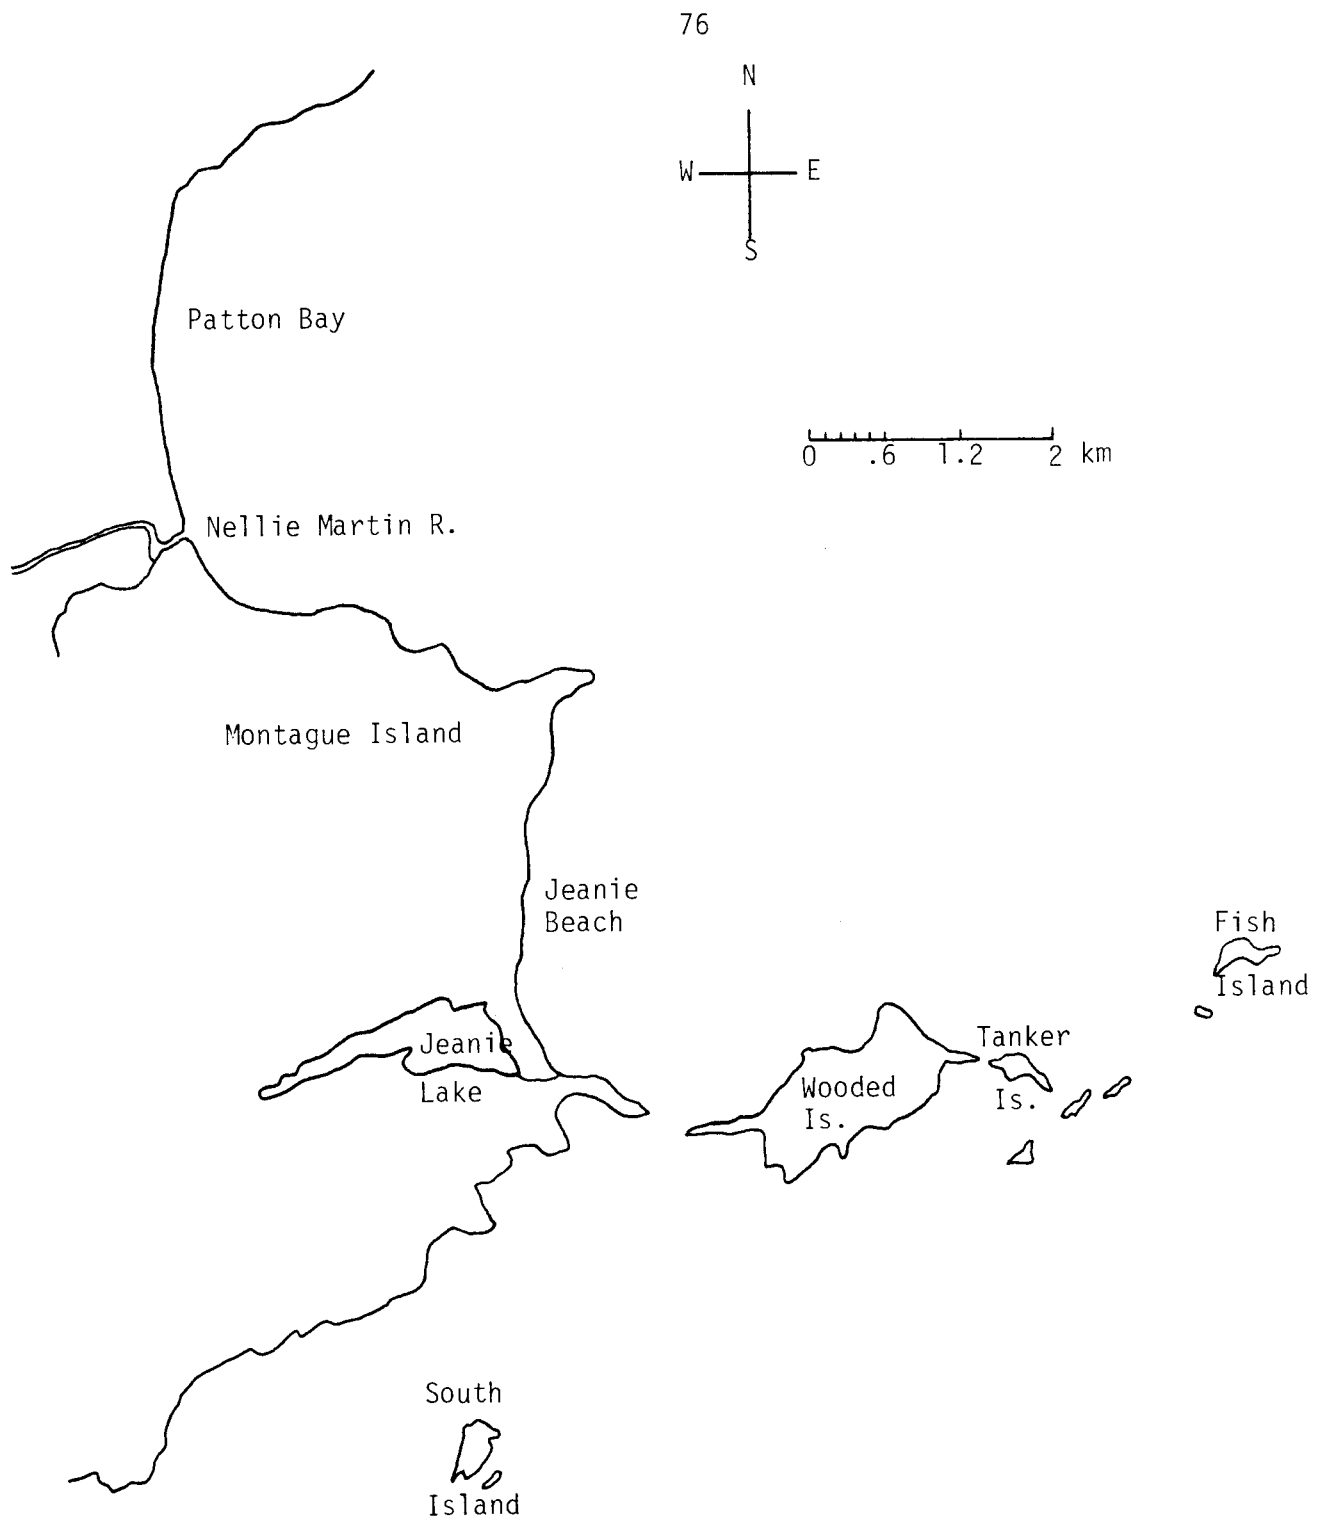 76
N
W E
S
Patton Bay
0 .6 1.2 2 km
Nellie Martin R.
Montague Island
Jeanie
Beach
Fish
Island
Jeanie
Lake
Tanker
Is.
Wooded
Is.
South
Island